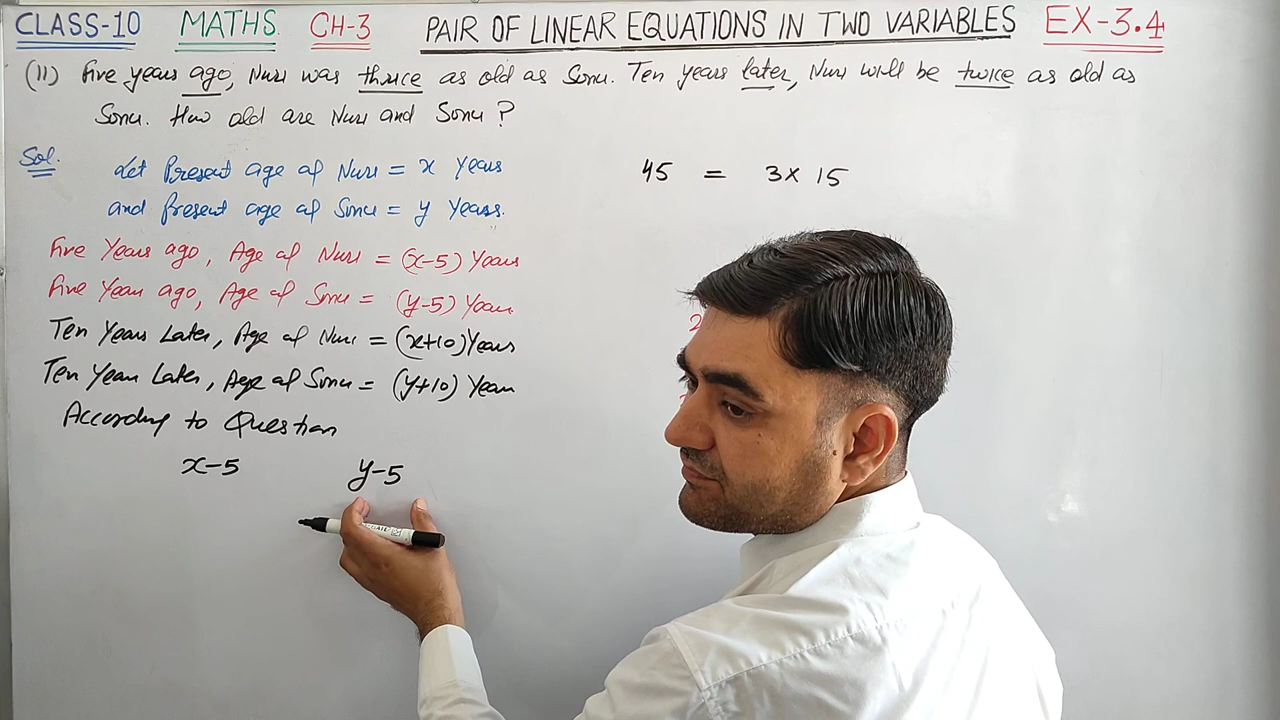 CLASS-10 MATHS CH-3 PAIR OF LINEAR EQUATIONS IN TWO VARIABLES EX-3.4
(II) Five years ago, Nuri was thrice as old as Sonu. Ten years later, Nuri will be twice as old as
Sonu. How old are Nuri and Sonu?
Sol. Let Present age of Nuri = x Years
and Present age of Sonu = y Years.
Five Years ago, Age of Nuri = (x-5) Years
Five Year ago, Age of Sonu = (y-5) Years
Ten Years Later, Age of Nuri = (x+10) Years
Ten Year Later, Age of Sonu = (y+10) Years
According to Question
x-5 y-5
45 = 3x 15
2